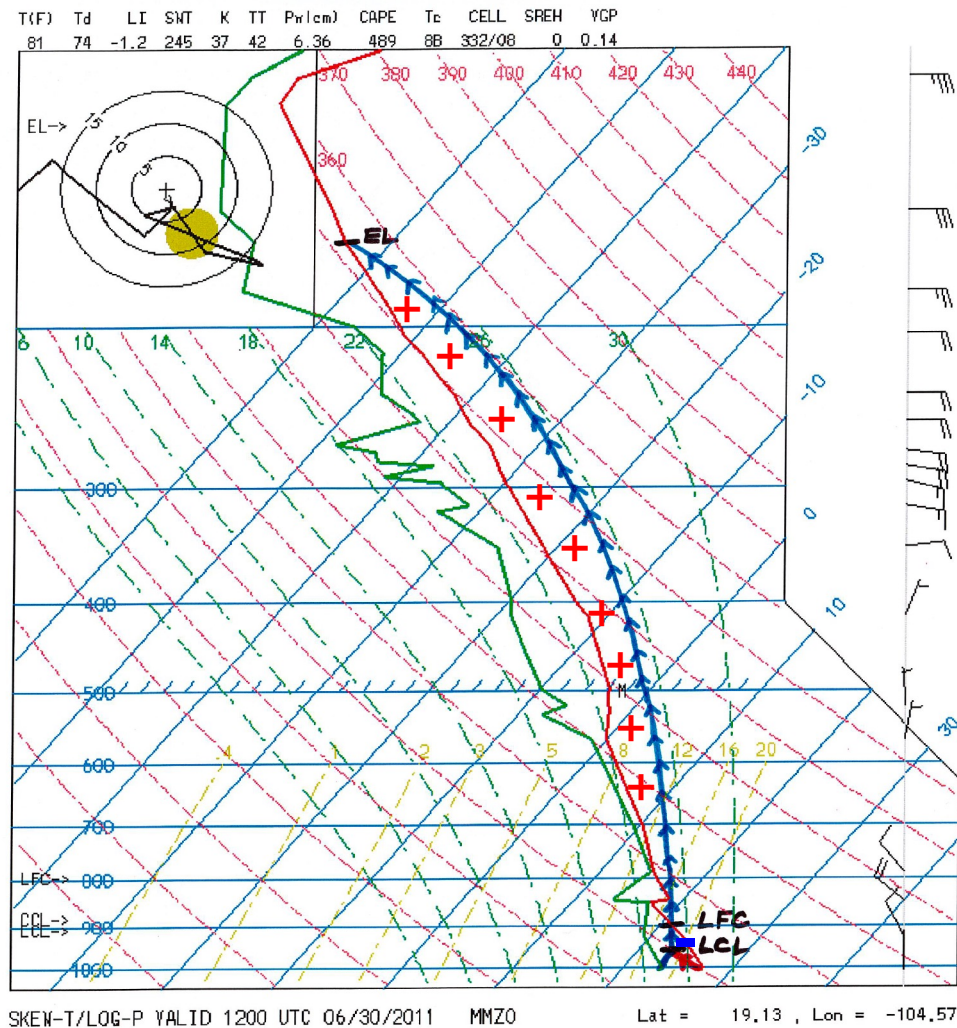 T(F) Td LI SWT K TT Pw(cm) CAPE Tc CELL SREH VGP
81 74 -1.2 245 37 42 6.36 489 88 332/08 0 0.14
370 380 390 400 410 420 430 440
EL->
15
10
5
-30
360
EL
-20
6 10 14 18 22 26 30
-10
300
0
400
10
M
500
30
4 1 2 3 5 8 12 16 20
600
700
LFC->
800
CCL->
LCL->
900
LFC
LCL
1000
SKEW-T/LOG-P VALID 1200 UTC 06/30/2011 MMZO Lat = 19.13 , Lon = -104.57